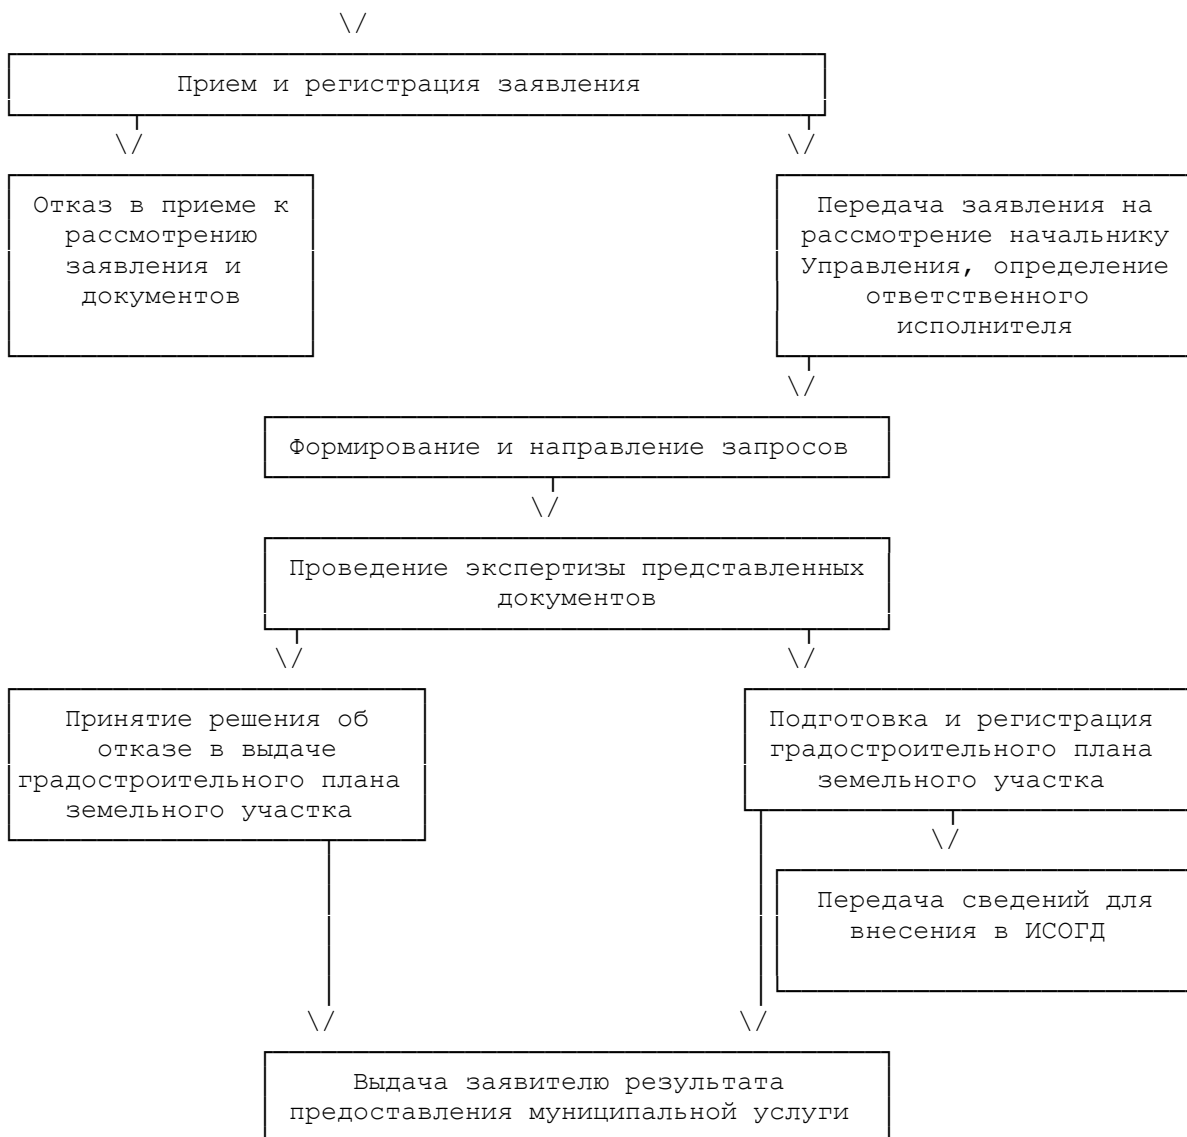 Прием и регистрация заявления
Отказ в приеме к
рассмотрению
заявления и
документов
Передача заявления на
рассмотрение начальнику
Управления, определение
ответственного
исполнителя
Формирование и направление запросов
Проведение экспертизы представленных
документов
Принятие решения об
отказе в выдаче
градостроительного плана
земельного участка
Подготовка и регистрация
градостроительного плана
земельного участка
Передача сведений для
внесения в ИСОГД
Выдача заявителю результата
предоставления муниципальной услуги